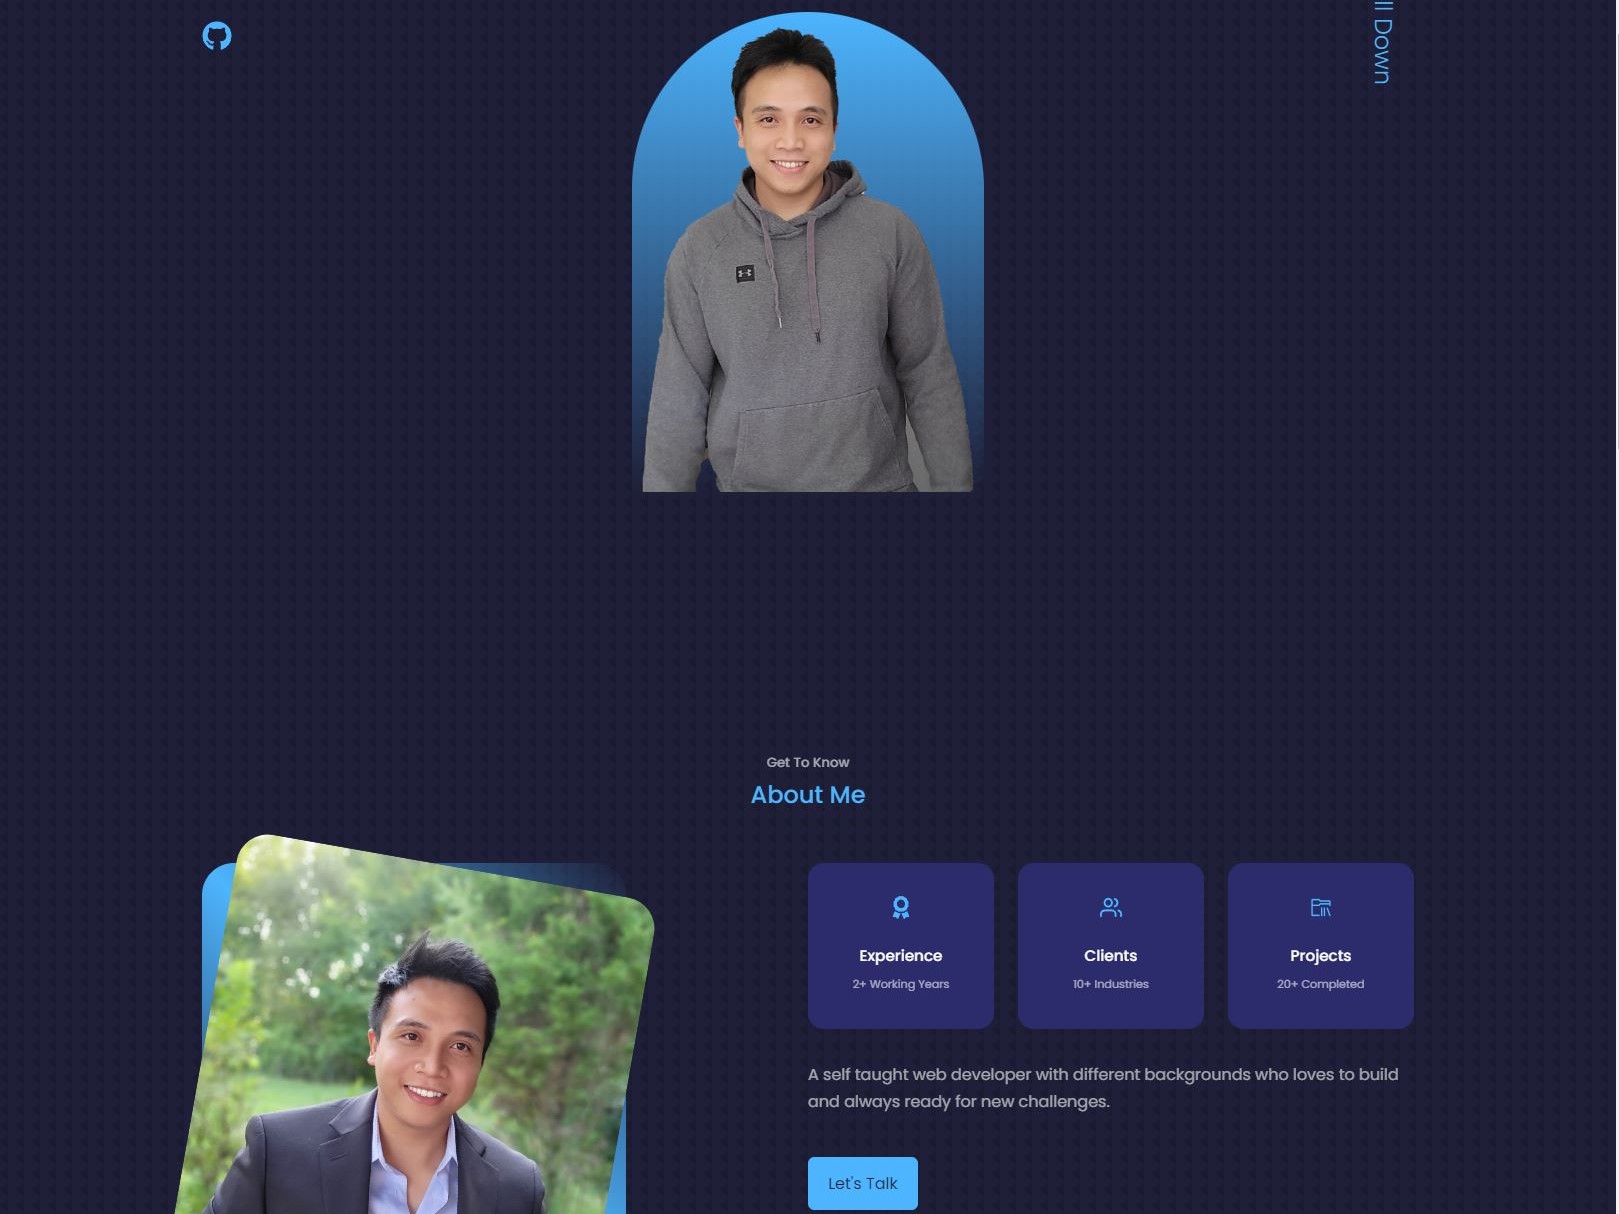 ll Down
Get To Know
About Me
Experience
2+ Working Years
Clients
10+ Industries
Projects
20+ Completed
A self taught web developer with different backgrounds who loves to build
and always ready for new challenges.
Let's Talk